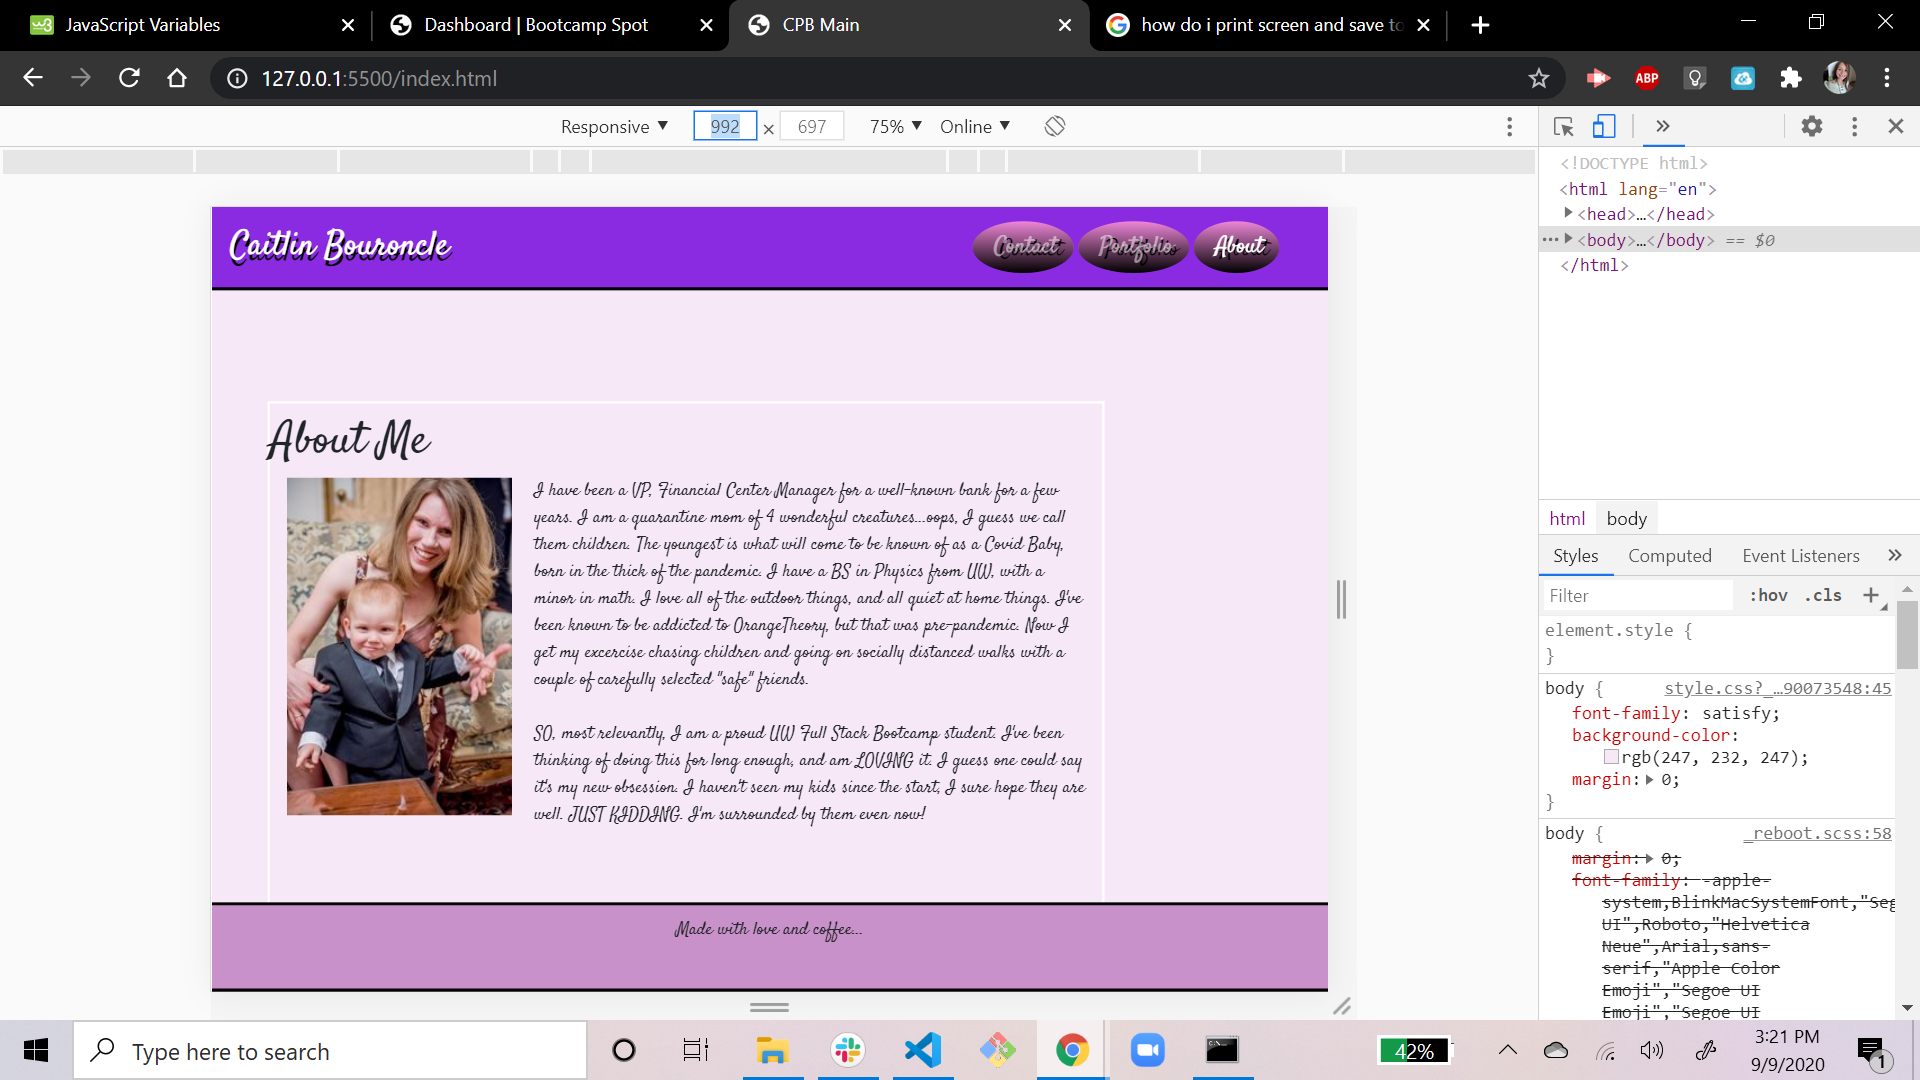 JavaScript Variables
Dashboard | Bootcamp Spot
CPB Main
how do i print screen and save to
127.0.0.1:5500/index.html
ABP
Responsive
992
×
697
75%
Online
Caitlin Bouroncle
Contact
Portfolio
About
About Me
I have been a VP, Financial Center Manager for a well-known bank for a few
years. I am a quarantine mom of 4 wonderful creatures...oops, I guess we call
them children. The youngest is what will come to be known of as a Covid Baby,
born in the thick of the pandemic. I have a BS in Physics from UW, with a
minor in math. I love all of the outdoor things, and all quiet at home things. I've
been known to be addicted to OrangeTheory, but that was pre-pandemic. Now I
get my excercise chasing children and going on socially distanced walks with a
couple of carefully selected "safe" friends.
SO, most relevantly, I am a proud UW Full Stack Bootcamp student. I've been
thinking of doing this for long enough, and am LOVING it. I guess one could say
it's my new obsession. I haven't seen my kids since the start, I sure hope they are
well. JUST KIDDING. I'm surrounded by them even now!
Made with love and coffee...
<!DOCTYPE html>
<html lang="en">
<head>…</head>
<body>…</body> == $0
</html>
html
body
Styles
Computed
Event Listeners
Filter
:hov
.cls
element.style {
}
body {
style.css?_…90073548:45
font-family: satisfy;
background-color:
rgb(247, 232, 247);
margin: 0;
}
body {
_reboot.scss:58
margin: 0;
font-family: -apple-
system,BlinkMacSystemFont,"Seg
UI",Roboto,"Helvetica
Neue",Arial,sans-
serif,"Apple Color
Emoji","Segoe UI
Emoji","Segoe UI
Type here to search
42%
3:21 PM
9/9/2020
1